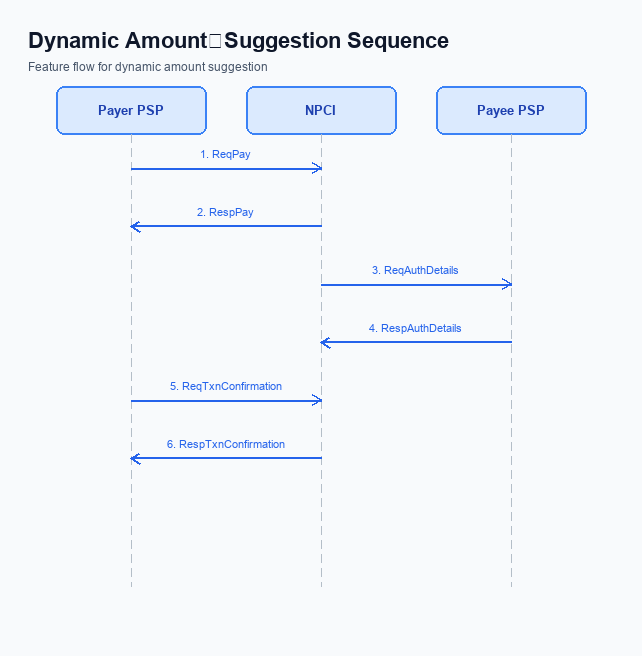 Dynamic Amount□Suggestion Sequence
Feature flow for dynamic amount suggestion
Payer PSP
NPCI
Payee PSP
1. ReqPay
2. RespPay
3. ReqAuthDetails
4. RespAuthDetails
5. ReqTxnConfirmation
6. RespTxnConfirmation